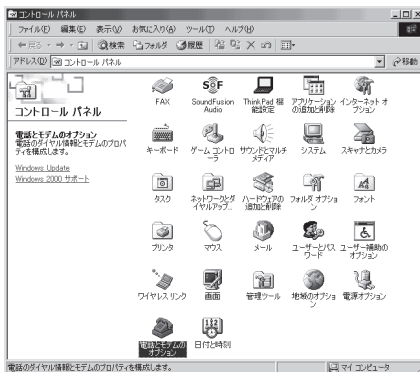 コントロール パネル
ファイル(F) 編集(E) 表示(V) お気に入り(A) ツール(T) ヘルプ(H)
戻る 検索 フォルダ 履歴
アドレス(D) コントロール パネル 移動
コントロール パネル
電話とモデムのオプション
電話のダイヤル情報とモデムのプロパ
ティを構成します。
Windows Update
Windows 2000 サポート
FAX
SoundFusion
Audio
ThinkPad 機
能設定
アプリケーション
の追加と削除
インターネット オ
プション
キーボード
ゲーム コントロ
ーラ
サウンドとマルチ
メディア
システム
スキャナとカメラ
タスク
ネットワークとダ
イヤルアップ...
ハードウェアの
追加と削除
フォルダ オプショ
ン
フォント
プリンタ
マウス
メール
ユーザーとパス
ワード
ユーザー補助の
オプション
ワイヤレス リンク
画面
管理ツール
地域のオプショ
ン
電源オプション
電話とモデムの
オプション
日付と時刻
電話のダイヤル情報とモデムのプロパティを構成します。 マイ コンピュータ